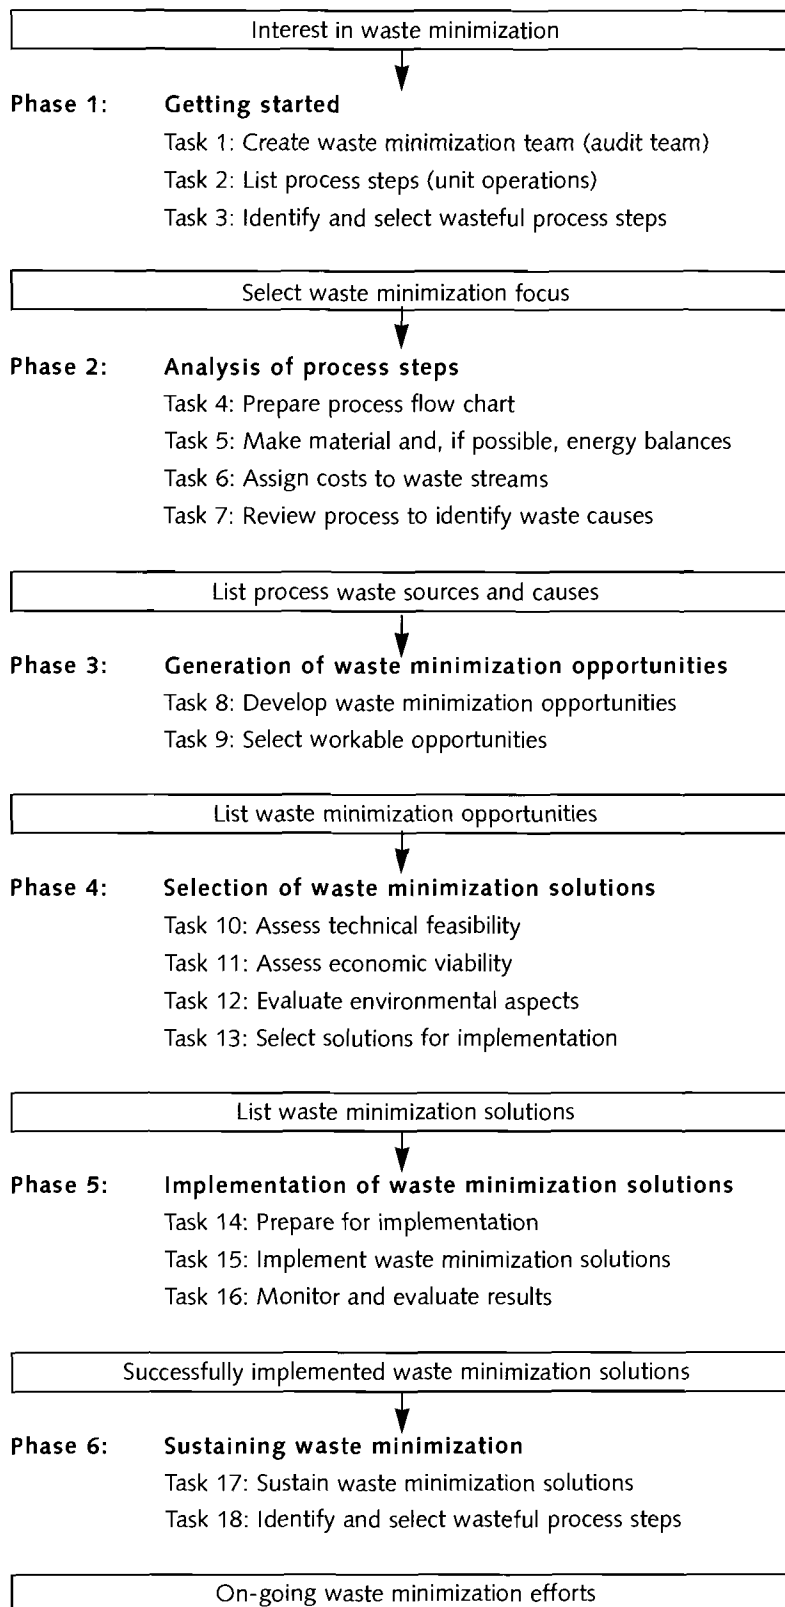 Interest in waste minimization
Phase 1: Getting started
Task 1: Create waste minimization team (audit team)
Task 2: List process steps (unit operations)
Task 3: Identify and select wasteful process steps
Select waste minimization focus
Phase 2: Analysis of process steps
Task 4: Prepare process flow chart
Task 5: Make material and, if possible, energy balances
Task 6: Assign costs to waste streams
Task 7: Review process to identify waste causes
List process waste sources and causes
Phase 3: Generation of waste minimization opportunities
Task 8: Develop waste minimization opportunities
Task 9: Select workable opportunities
List waste minimization opportunities
Phase 4: Selection of waste minimization solutions
Task 10: Assess technical feasibility
Task 11: Assess economic viability
Task 12: Evaluate environmental aspects
Task 13: Select solutions for implementation
List waste minimization solutions
Phase 5: Implementation of waste minimization solutions
Task 14: Prepare for implementation
Task 15: Implement waste minimization solutions
Task 16: Monitor and evaluate results
Successfully implemented waste minimization solutions
Phase 6: Sustaining waste minimization
Task 17: Sustain waste minimization solutions
Task 18: Identify and select wasteful process steps
On-going waste minimization efforts